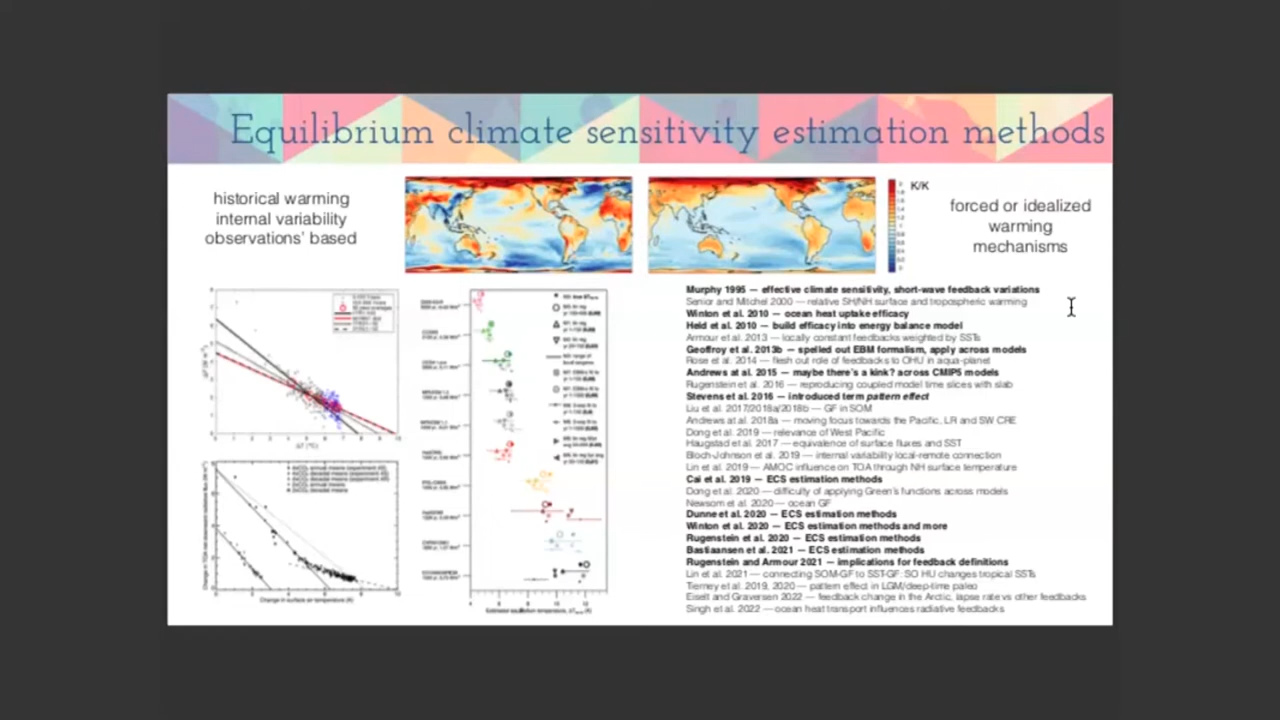 Equilibrium climate sensitivity estimation methods
historical warming
internal variability
observations' based
K/K
forced or idealized
warming
mechanisms
Murphy 1995 — effective climate sensitivity, short-wave feedback variations
Senior and Mitchel 2000 — relative SH/NH surface and tropospheric warming
Winton et al. 2010 — ocean heat uptake efficacy
Held et al. 2010 — build efficacy into energy balance model
Armour et al. 2013 — locally constant feedbacks weighted by SSTs
Geoffroy et al. 2013b — spelled out EBM formalism, apply across models
Rose et al. 2014 — flesh out role of feedbacks to OHU in aqua-planet
Andrews at al. 2015 — maybe there's a kink? across CMIP5 models
Rugenstein et al. 2016 — reproducing coupled model time slices with slab
Stevens et al. 2016 — introduced term pattern effect
Liu et al. 2017/2018a/2018b — GF in SOM
Andrews at al. 2018a — moving focus towards the Pacific, LR and SW CRE
Dong et al. 2019 — relevance of West Pacific
Haugstad et al. 2017 — equivalence of surface fluxes and SST
Bloch-Johnson et al. 2019 — internal variability local-remote connection
Lin et al. 2019 — AMOC influence on TOA through NH surface temperature
Cai et al. 2019 — ECS estimation methods
Dong et al. 2020 — difficulty of applying Green's functions across models
Newsom et al. 2020 — ocean GF
Dunne et al. 2020 — ECS estimation methods
Winton et al. 2020 — ECS estimation methods and more
Rugenstein et al. 2020 — ECS estimation methods
Bastiaansen et al. 2021 — ECS estimation methods
Rugenstein and Armour 2021 — implications for feedback definitions
Lin et al. 2021 — connecting SOM-GF to SST-GF: SO HU changes tropical SSTs
Tierney et al. 2019, 2020 — pattern effect in LGM/deep-time paleo
Eiselt and Graversen 2022 — feedback change in the Arctic, lapse rate vs other feedbacks
Singh et al. 2022 — ocean heat transport influences radiative feedbacks
Change in surface air temperature (K)